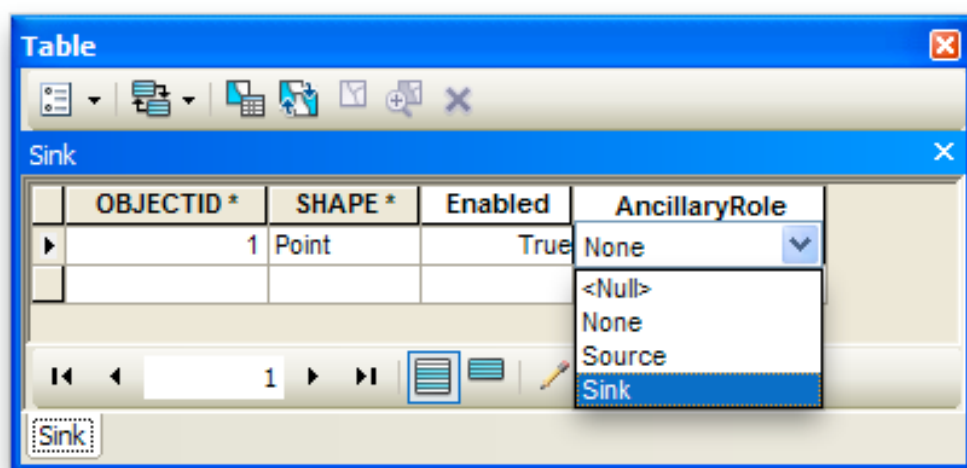 Table
Sink
OBJECTID * SHAPE * Enabled AncillaryRole
1 Point True None
<Null>
None
Source
Sink
1
Sink